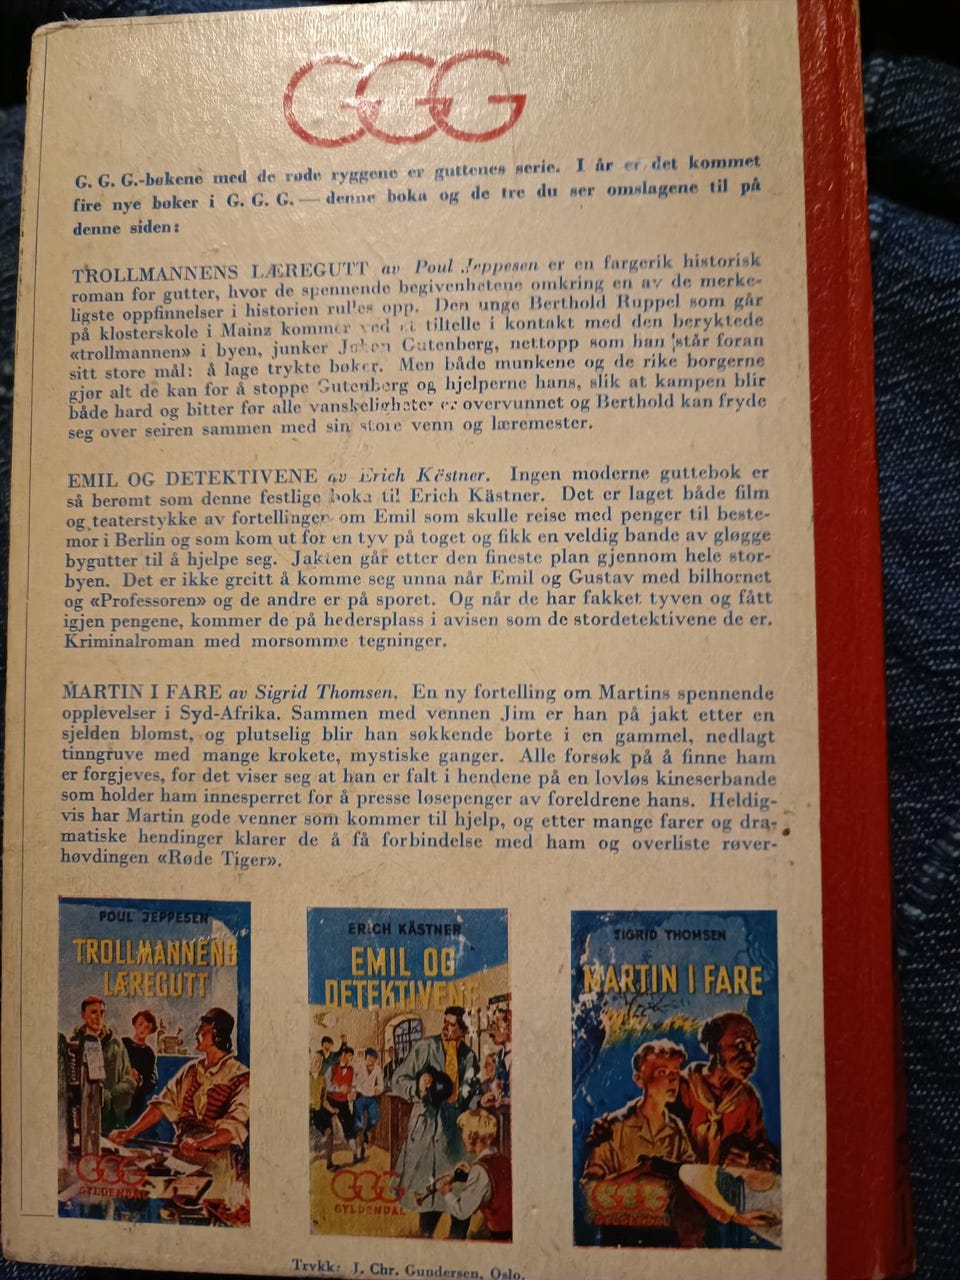 GGG
G. G. G.-bøkene med de røde ryggene er guttenes serie. I år er det kommet
fire nye bøker i G. G. G. — denne boka og de tre du ser omslagene til på
denne siden:
TROLLMANNENS LÆREGUTT av Poul Jeppesen er en fargerik historisk
roman for gutter, hvor de spennende begivenhetene omkring en av de merke-
ligste oppfinnelser i historien rulles opp. Den unge Berthold Ruppel som går
på klosterskole i Mainz kommer ved et tiltelle i kontakt med den beryktede
«trollmannen» i byen, junker Gutenberg, nettopp som han står foran
sitt store mål: å lage trykte bøker. Men både munkene og de rike borgerne
gjør alt de kan for å stoppe Gutenberg og hjelperne hans, slik at kampen blir
både hard og bitter før alle vanskeligheter er overvunnet og Berthold kan fryde
seg over seiren sammen med sin store venn og læremester.
EMIL OG DETEKTIVENE av Erich Kästner. Ingen moderne guttebok er
så berømt som denne festlige boka til Erich Kästner. Det er laget både film
og teaterstykke av fortellingen om Emil som skulle reise med penger til beste-
mor i Berlin og som kom ut for en tyv på toget og fikk en veldig bande av gløgge
bygutter til å hjelpe seg. Jakten går etter den fineste plan gjennom hele stor-
byen. Det er ikke greitt å komme seg unna når Emil og Gustav med bilhornet
og «Professoren» og de andre er på sporet. Og når de har fakket tyven og fått
igjen pengene, kommer de på hedersplass i avisen som de stordetektivene de er.
Kriminalroman med morsomme tegninger.
MARTIN I FARE av Sigrid Thomsen. En ny fortelling om Martins spennende
opplevelser i Syd-Afrika. Sammen med vennen Jim er han på jakt etter en
sjelden blomst, og plutselig blir han søkkende borte i en gammel, nedlagt
tinngruve med mange krokete, mystiske ganger. Alle forsøk på å finne ham
er forgjeves, for det viser seg at han er falt i hendene på en lovløs kineserbande
som holder ham innesperret for å presse løsepenger av foreldrene hans. Heldig-
vis har Martin gode venner som kommer til hjelp, og etter mange farer og dra-
matiske hendinger klarer de å få forbindelse med ham og overliste røver-
høvdingen «Røde Tiger».
POUL JEPPESEN
TROLLMANNENS
LÆREGUTT
GGG
GYLDENDAL
ERICH KÄSTNER
EMIL OG
DETEKTIVENE
GGG
GYLDENDAL
SIGRID THOMSEN
MARTIN I FARE
GGG
GYLDENDAL
Trykk: J. Chr. Gundersen, Oslo.